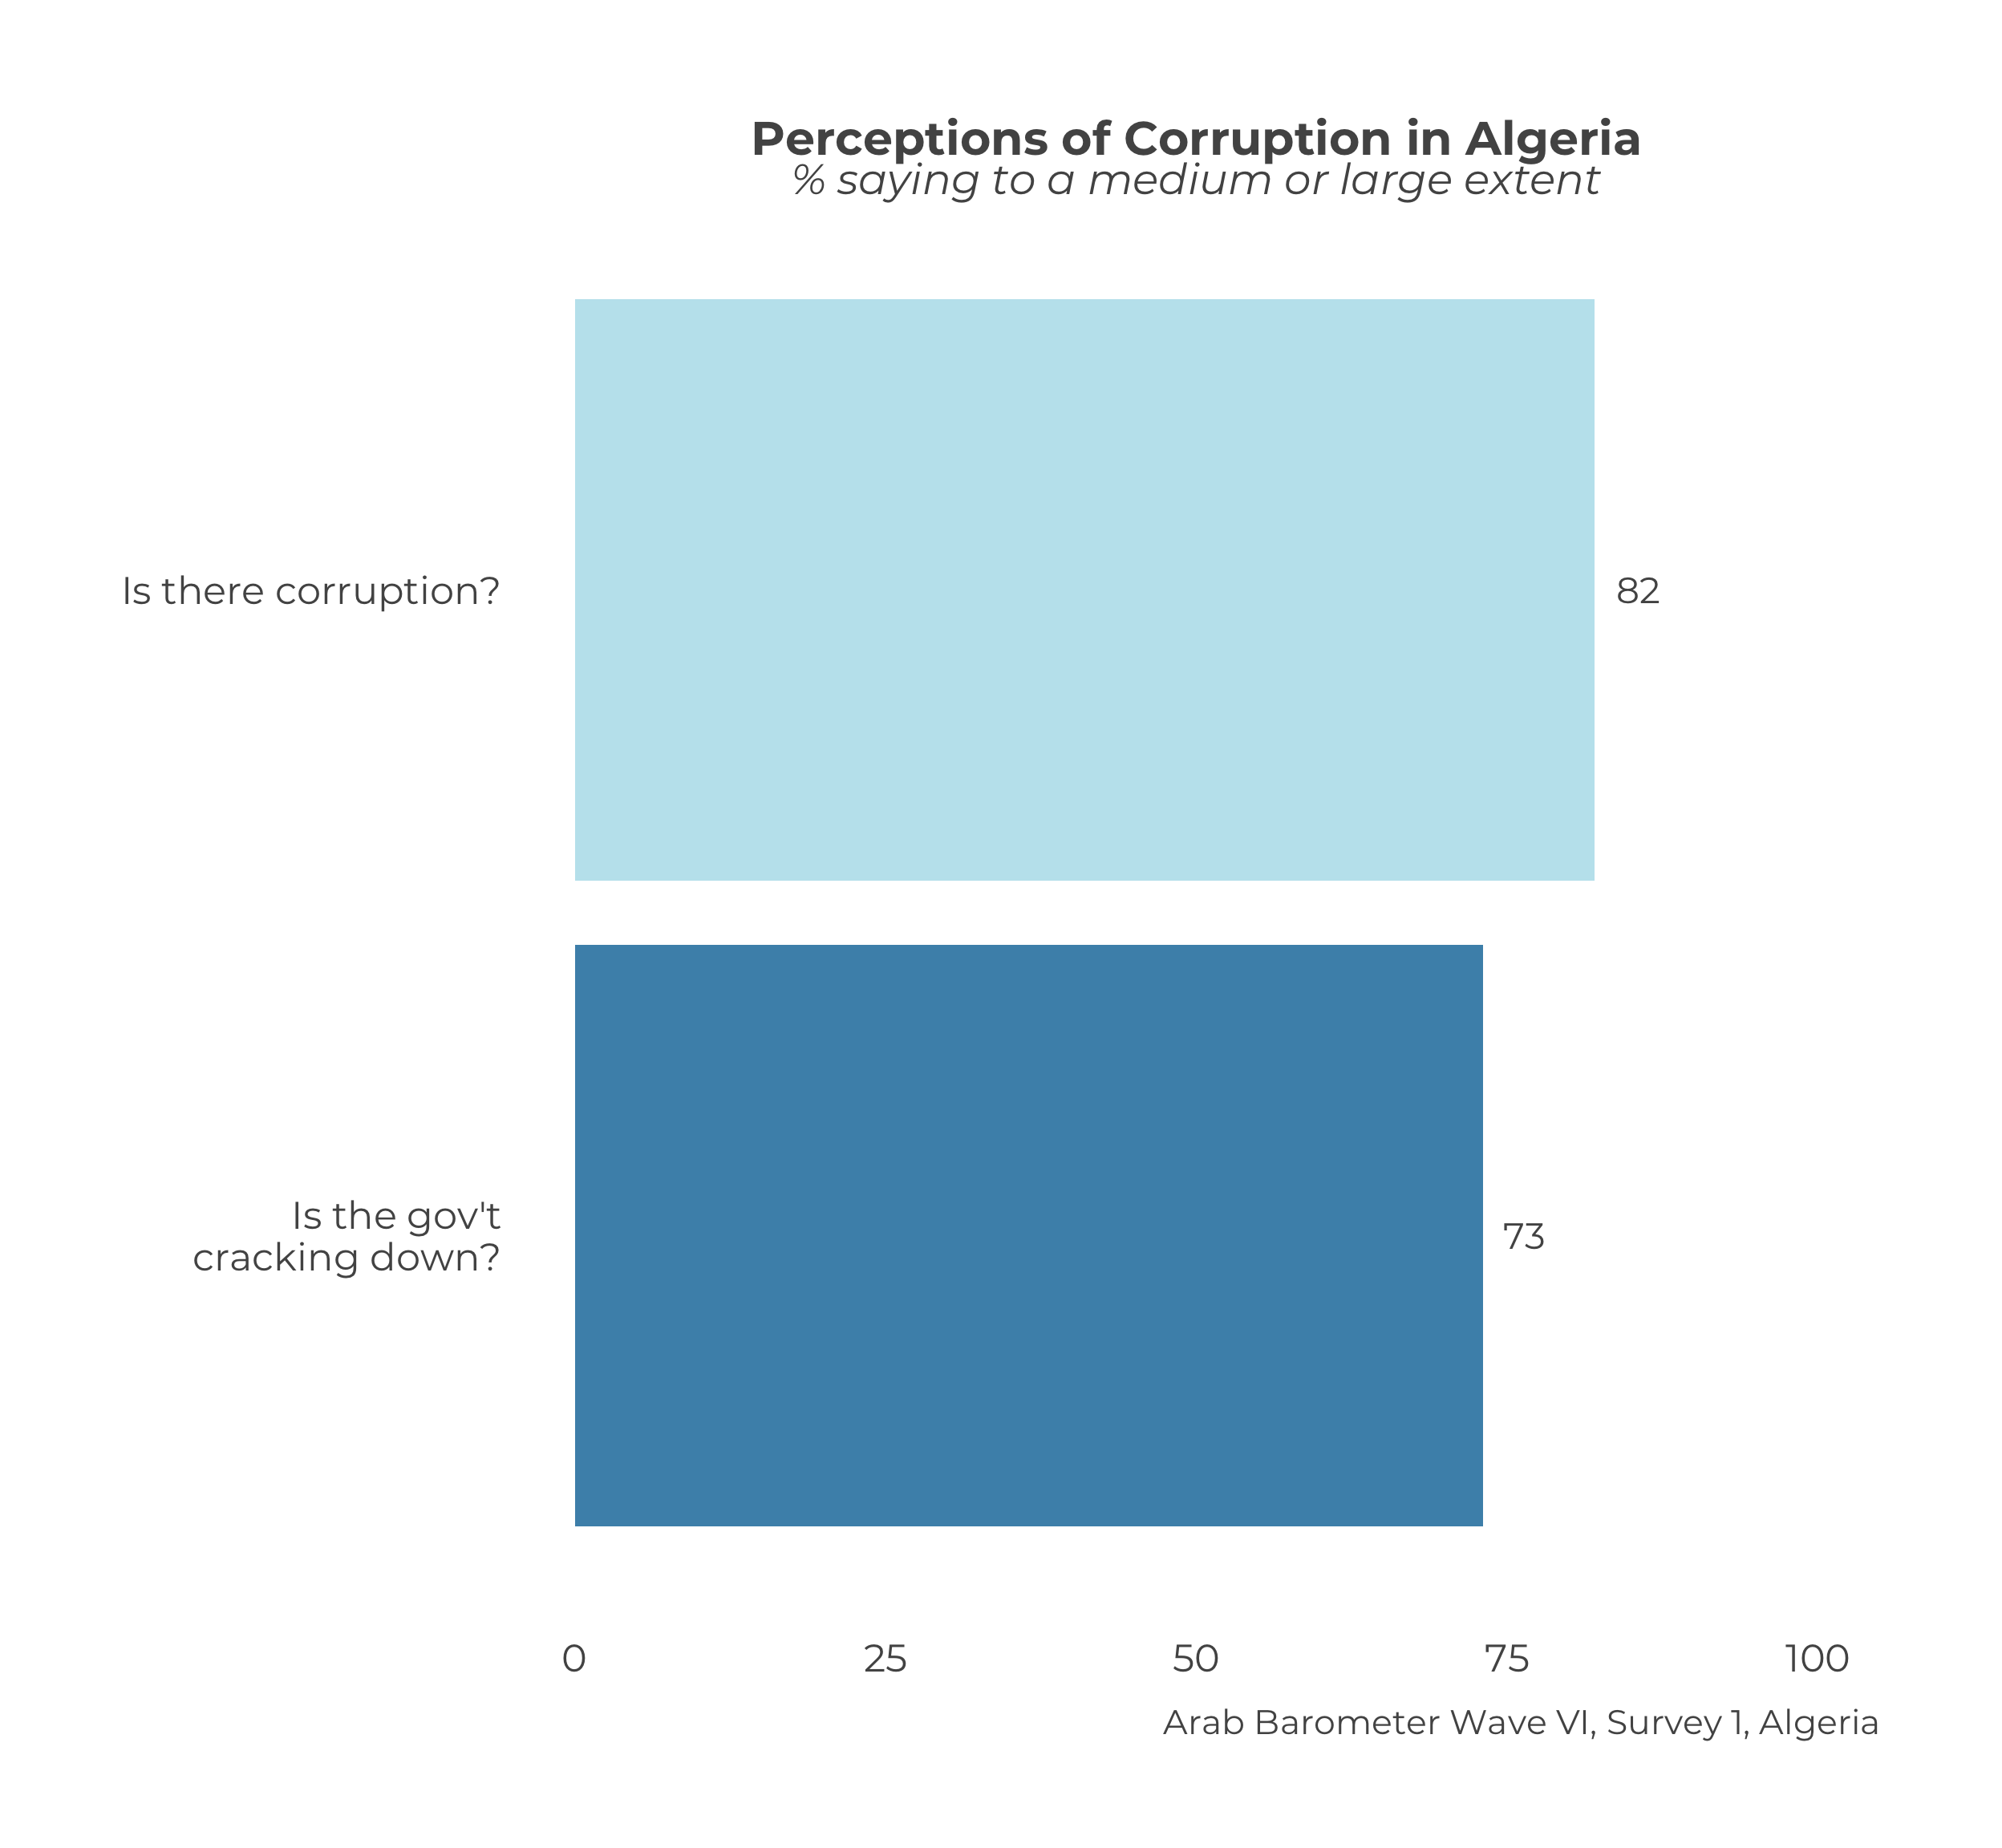 Perceptions of Corruption in Algeria
% saying to a medium or large extent
Is there corruption?
82
Is the gov't
cracking down?
73
0 25 50 75 100
Arab Barometer Wave VI, Survey 1, Algeria